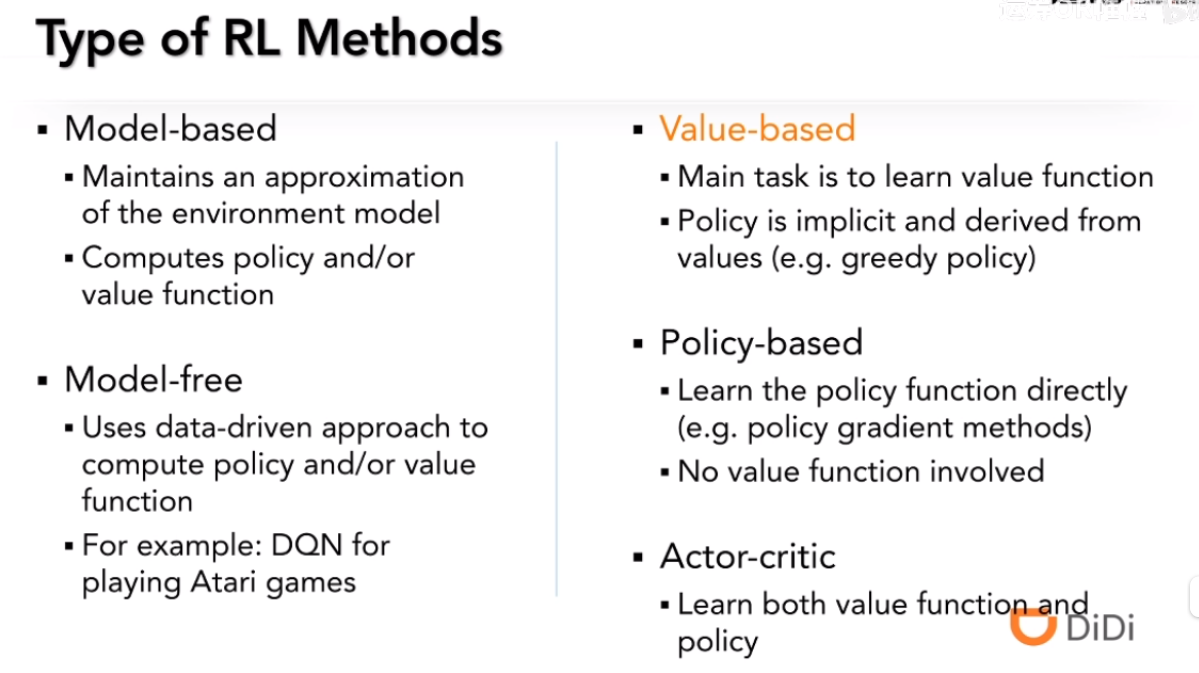 Type of RL Methods
▪ Model-based
▪ Maintains an approximation
of the environment model
▪ Computes policy and/or
value function
▪ Model-free
▪ Uses data-driven approach to
compute policy and/or value
function
▪ For example: DQN for
playing Atari games
▪ Value-based
▪ Main task is to learn value function
▪ Policy is implicit and derived from
values (e.g. greedy policy)
▪ Policy-based
▪ Learn the policy function directly
(e.g. policy gradient methods)
▪ No value function involved
▪ Actor-critic
▪ Learn both value function and
policy
DiDi